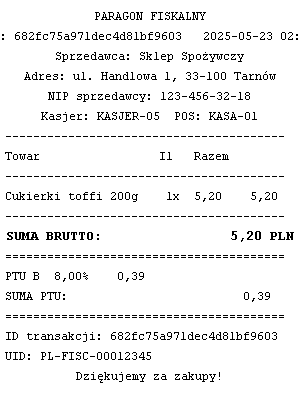 PARAGON FISKALNY
: 682fc75a971dec4d81bf9603 2025-05-23 02:
Sprzedawca: Sklep Spożywczy
Adres: ul. Handlowa 1, 33-100 Tarnów
NIP sprzedawcy: 123-456-32-18
Kasjer: KASJER-05 POS: KASA-01
----------------------------------------
Towar Il Razem
----------------------------------------
Cukierki toffi 200g 1x 5,20 5,20
----------------------------------------
SUMA BRUTTO: 5,20 PLN
========================================
PTU B 8,00% 0,39
SUMA PTU: 0,39
========================================
ID transakcji: 682fc75a971dec4d81bf9603
UID: PL-FISC-00012345
Dziękujemy za zakupy!